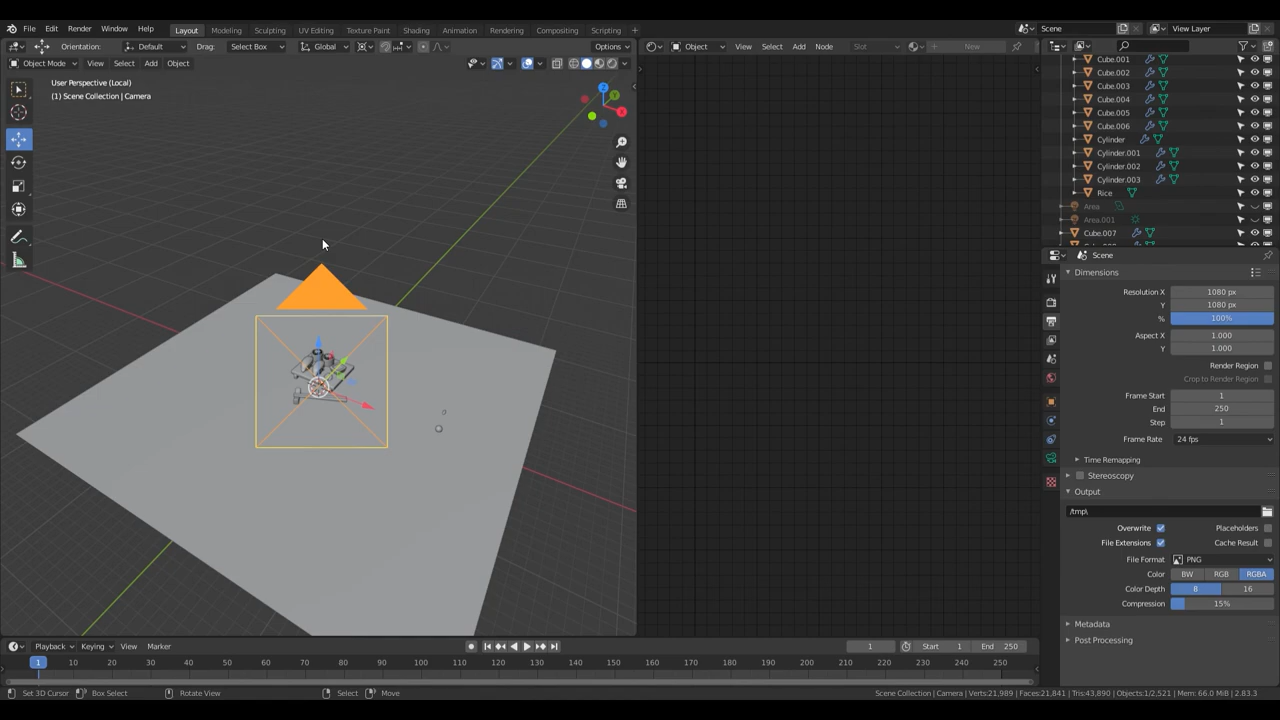 File Edit Render Window Help Layout Modeling Sculpting UV Editing Texture Paint Shading Animation Rendering Compositing Scripting + Scene View Layer
Orientation: Default Drag: Select Box Global Options Object View Select Add Node Slot New
Object Mode View Select Add Object
User Perspective (Local)
(1) Scene Collection | Camera
Z
Y
X
Cube.001
Cube.002
Cube.003
Cube.004
Cube.005
Cube.006
Cylinder
Cylinder.001
Cylinder.002
Cylinder.003
Rice
Area
Area.001
Cube.007
Scene
Dimensions
Resolution X 1080 px
Y 1080 px
% 100%
Aspect X 1.000
Y 1.000
Render Region
Crop to Render Region
Frame Start 1
End 250
Step 1
Frame Rate 24 fps
Time Remapping
Stereoscopy
Output
/tmp\
Overwrite Placeholders
File Extensions Cache Result
File Format PNG
Color BW RGB RGBA
Color Depth 8 16
Compression 15%
Metadata
Post Processing
Playback Keying View Marker 1 Start 1 End 250
1 10 20 30 40 50 60 70 80 90 100 110 120 130 140 150 160 170 180 190 200 210 220 230 240 250
Set 3D Cursor Box Select Rotate View Select Move Scene Collection | Camera | Verts:21,989 | Faces:21,841 | Tris:43,890 | Objects:1/2,521 | Mem: 66.0 MiB | 2.83.3